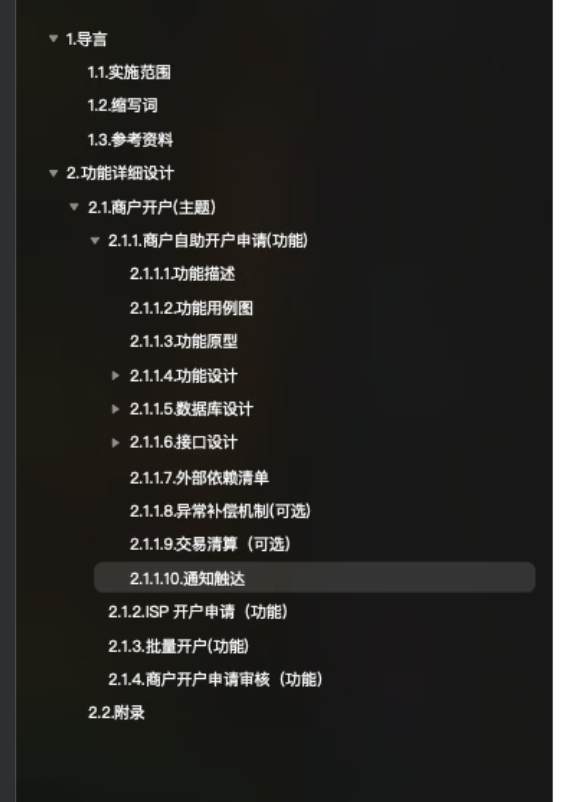 1.导言
1.1.实施范围
1.2.缩写词
1.3.参考资料
2.功能详细设计
2.1.商户开户(主题)
2.1.1.商户自助开户申请(功能)
2.1.1.1.功能描述
2.1.1.2.功能用例图
2.1.1.3.功能原型
2.1.1.4.功能设计
2.1.1.5.数据库设计
2.1.1.6.接口设计
2.1.1.7.外部依赖清单
2.1.1.8.异常补偿机制(可选)
2.1.1.9.交易清算（可选)
2.1.1.10.通知触达
2.1.2.ISP 开户申请（功能）
2.1.3.批量开户(功能)
2.1.4.商户开户申请审核（功能）
2.2.附录